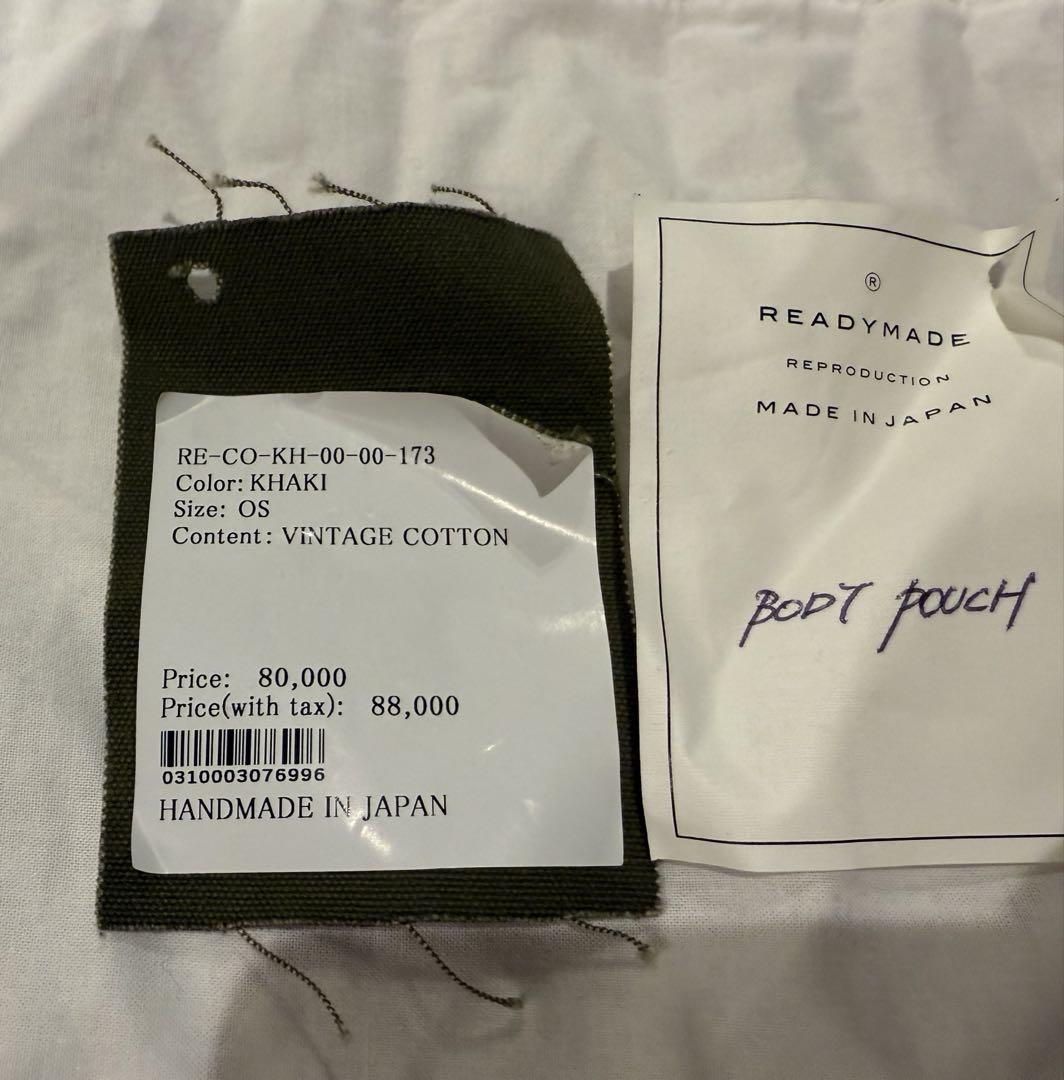 RE-CO-KH-00-00-173
Color: KHAKI
Size: OS
Content: VINTAGE COTTON
Price: 80,000
Price(with tax): 88,000
0310003076996
HANDMADE IN JAPAN
®
READYMADE
REPRODUCTION
MADE IN JAPAN
BODY POUCH